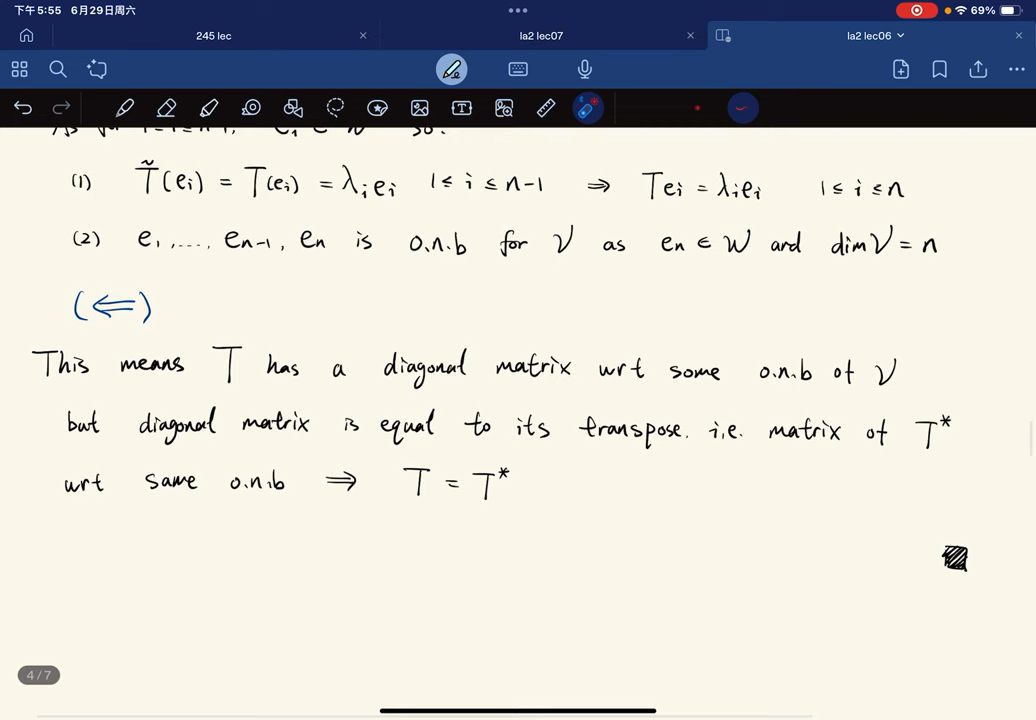 下午5:55 6月29日周六
69%
245 lec
la2 lec07
la2 lec06
(1) T̃(eᵢ) = T(eᵢ) = λᵢeᵢ 1 ≤ i ≤ n-1 ⇒ Teᵢ = λᵢeᵢ 1 ≤ i ≤ n
(2) e₁, ..., eₙ₋₁, eₙ is o.n.b for V as eₙ ∈ W and dim V = n
(⇐)
This means T has a diagonal matrix wrt some o.n.b of V
but diagonal matrix is equal to its transpose. i.e. matrix of T*
wrt same o.n.b ⇒ T = T*
4 / 7